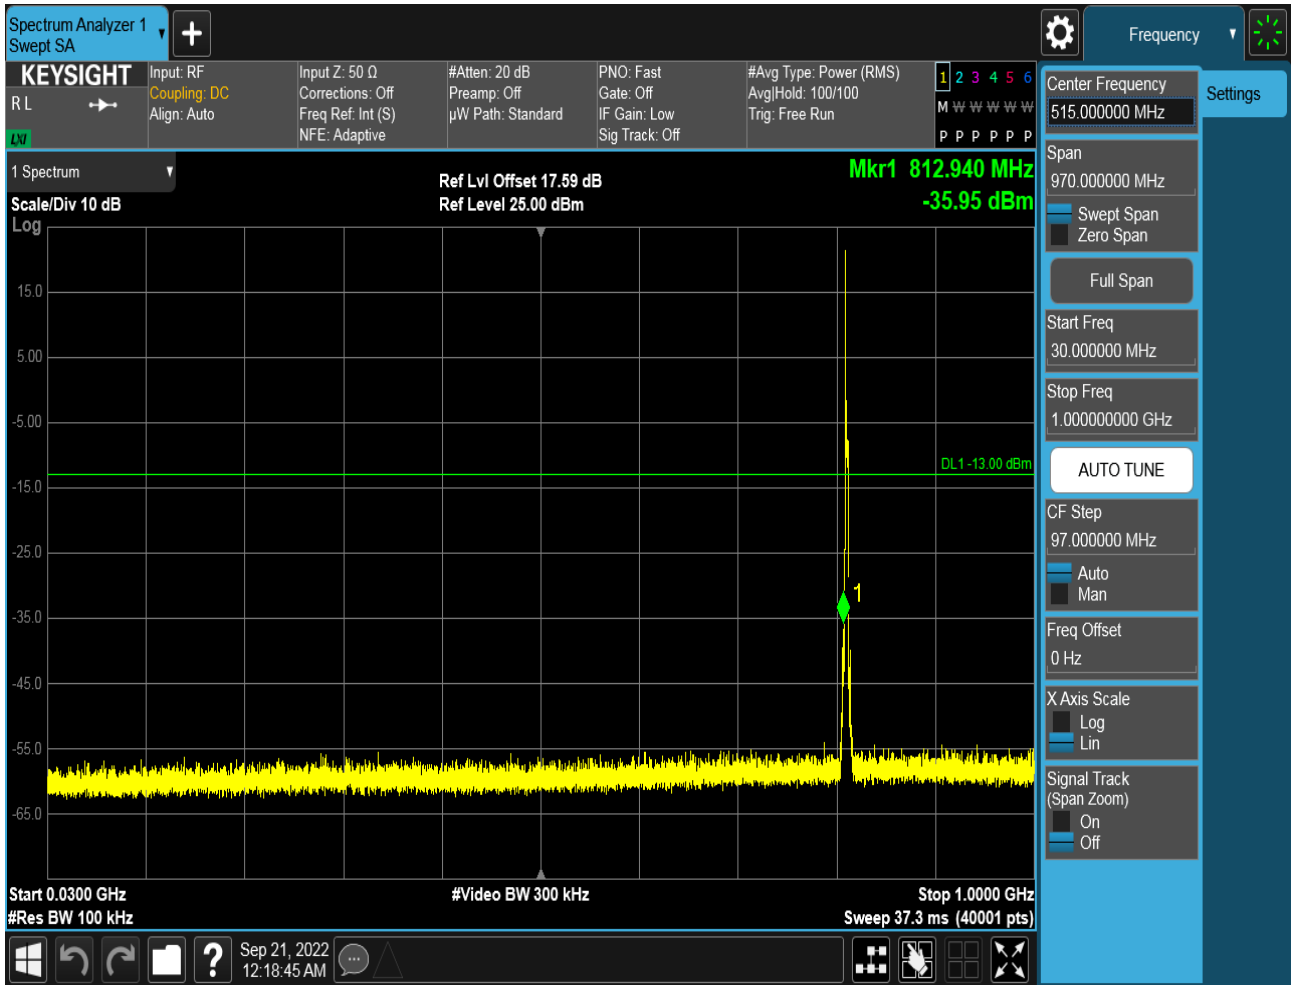 Spectrum Analyzer 1
Swept SA
Frequency
KEYSIGHT
R L
LXI
Input: RF
Coupling: DC
Align: Auto
Input Z: 50 Ω
Corrections: Off
Freq Ref: Int (S)
NFE: Adaptive
#Atten: 20 dB
Preamp: Off
µW Path: Standard
PNO: Fast
Gate: Off
IF Gain: Low
Sig Track: Off
#Avg Type: Power (RMS)
Avg|Hold: 100/100
Trig: Free Run
1 2 3 4 5 6
M W W W W W
P P P P P P
1 Spectrum
Scale/Div 10 dB
Log
Ref Lvl Offset 17.59 dB
Ref Level 25.00 dBm
Mkr1 812.940 MHz
-35.95 dBm
15.0
5.00
-5.00
-15.0
-25.0
-35.0
-45.0
-55.0
-65.0
DL1 -13.00 dBm
1
Start 0.0300 GHz
#Res BW 100 kHz
#Video BW 300 kHz
Stop 1.0000 GHz
Sweep 37.3 ms (40001 pts)
Center Frequency
515.000000 MHz
Settings
Span
970.000000 MHz
Swept Span
Zero Span
Full Span
Start Freq
30.000000 MHz
Stop Freq
1.000000000 GHz
AUTO TUNE
CF Step
97.000000 MHz
Auto
Man
Freq Offset
0 Hz
X Axis Scale
Log
Lin
Signal Track
(Span Zoom)
On
Off
?
Sep 21, 2022
12:18:45 AM